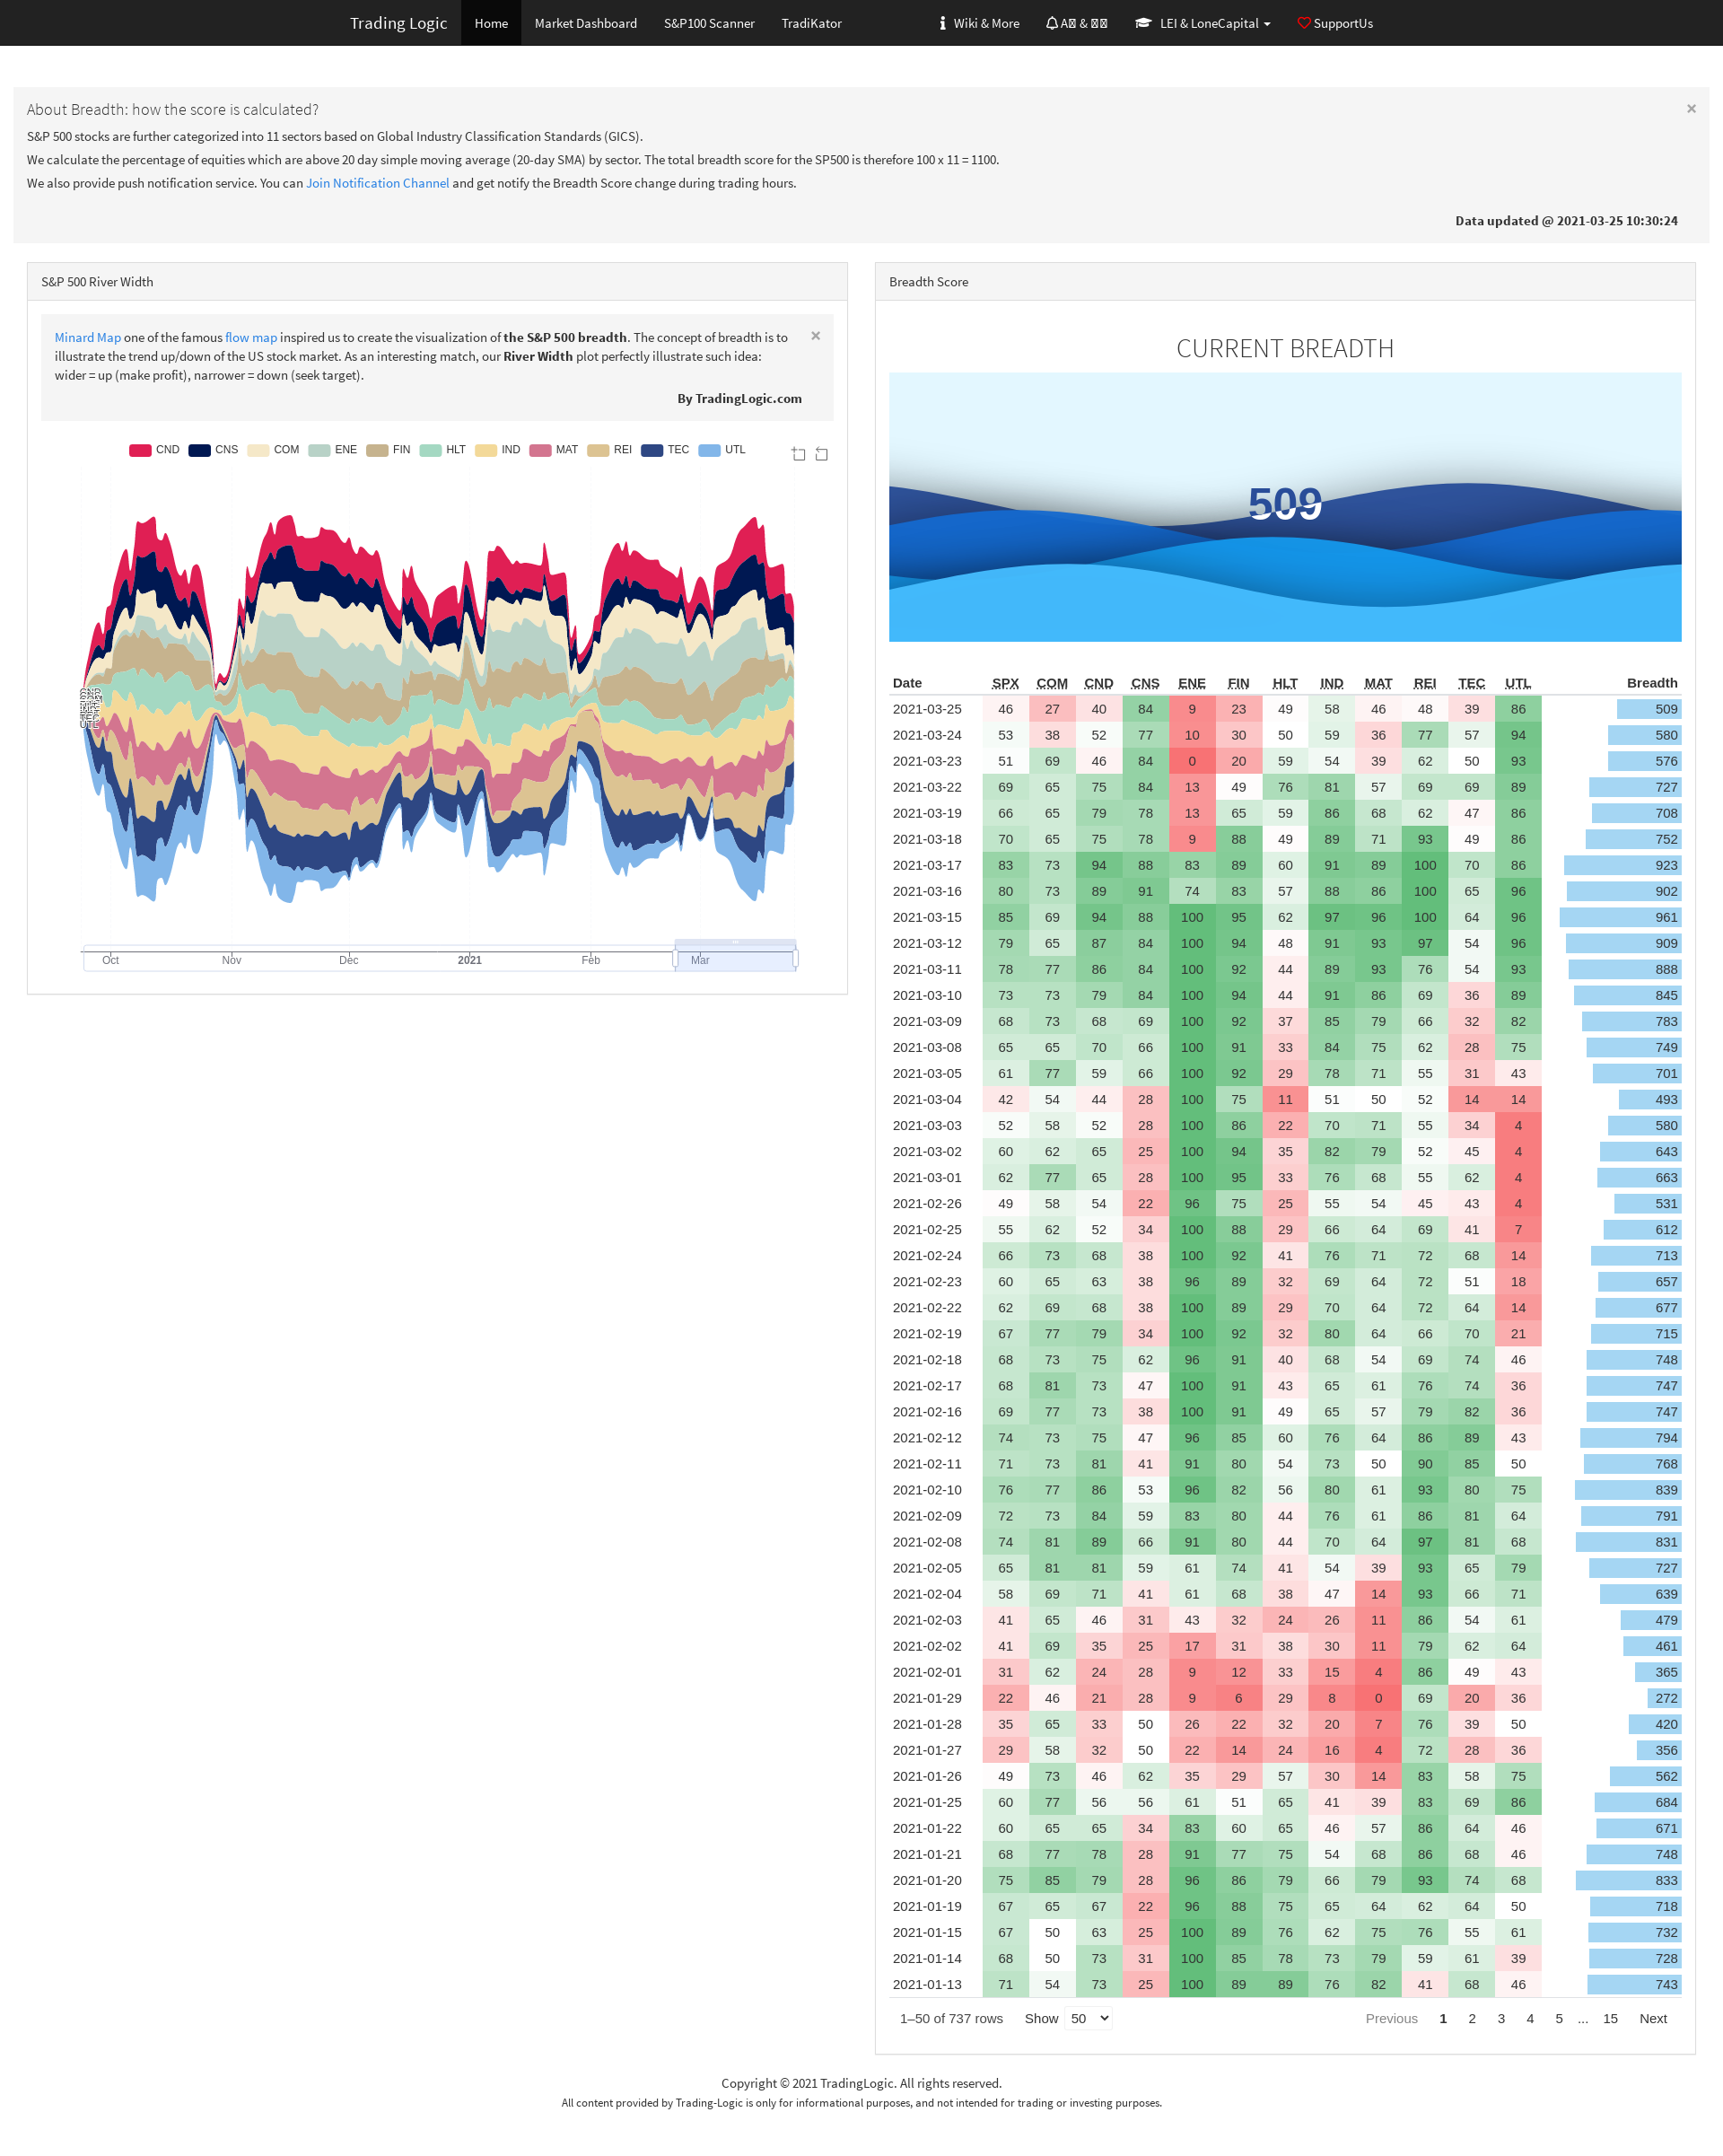 Trading Logic Home Market Dashboard S&P100 Scanner TradiKator Wiki & More A & LEI & LoneCapital SupportUs
About Breadth: how the score is calculated? ×
S&P 500 stocks are further categorized into 11 sectors based on Global Industry Classification Standards (GICS).
We calculate the percentage of equities which are above 20 day simple moving average (20-day SMA) by sector. The total breadth score for the SP500 is therefore 100 x 11 = 1100.
We also provide push notification service. You can Join Notification Channel and get notify the Breadth Score change during trading hours.
Data updated @ 2021-03-25 10:30:24
S&P 500 River Width
Minard Map one of the famous flow map inspired us to create the visualization of the S&P 500 breadth. The concept of breadth is to ×
illustrate the trend up/down of the US stock market. As an interesting match, our River Width plot perfectly illustrate such idea:
wider = up (make profit), narrower = down (seek target).
By TradingLogic.com
CND CNS COM ENE FIN HLT IND MAT REI TEC UTL
Oct Nov Dec 2021 Feb Mar
Breadth Score
CURRENT BREADTH
509
Date SPX COM CND CNS ENE FIN HLT IND MAT REI TEC UTL Breadth
2021-03-25 46 27 40 84 9 23 49 58 46 48 39 86 509
2021-03-24 53 38 52 77 10 30 50 59 36 77 57 94 580
2021-03-23 51 69 46 84 0 20 59 54 39 62 50 93 576
2021-03-22 69 65 75 84 13 49 76 81 57 69 69 89 727
2021-03-19 66 65 79 78 13 65 59 86 68 62 47 86 708
2021-03-18 70 65 75 78 9 88 49 89 71 93 49 86 752
2021-03-17 83 73 94 88 83 89 60 91 89 100 70 86 923
2021-03-16 80 73 89 91 74 83 57 88 86 100 65 96 902
2021-03-15 85 69 94 88 100 95 62 97 96 100 64 96 961
2021-03-12 79 65 87 84 100 94 48 91 93 97 54 96 909
2021-03-11 78 77 86 84 100 92 44 89 93 76 54 93 888
2021-03-10 73 73 79 84 100 94 44 91 86 69 36 89 845
2021-03-09 68 73 68 69 100 92 37 85 79 66 32 82 783
2021-03-08 65 65 70 66 100 91 33 84 75 62 28 75 749
2021-03-05 61 77 59 66 100 92 29 78 71 55 31 43 701
2021-03-04 42 54 44 28 100 75 11 51 50 52 14 14 493
2021-03-03 52 58 52 28 100 86 22 70 71 55 34 4 580
2021-03-02 60 62 65 25 100 94 35 82 79 52 45 4 643
2021-03-01 62 77 65 28 100 95 33 76 68 55 62 4 663
2021-02-26 49 58 54 22 96 75 25 55 54 45 43 4 531
2021-02-25 55 62 52 34 100 88 29 66 64 69 41 7 612
2021-02-24 66 73 68 38 100 92 41 76 71 72 68 14 713
2021-02-23 60 65 63 38 96 89 32 69 64 72 51 18 657
2021-02-22 62 69 68 38 100 89 29 70 64 72 64 14 677
2021-02-19 67 77 79 34 100 92 32 80 64 66 70 21 715
2021-02-18 68 73 75 62 96 91 40 68 54 69 74 46 748
2021-02-17 68 81 73 47 100 91 43 65 61 76 74 36 747
2021-02-16 69 77 73 38 100 91 49 65 57 79 82 36 747
2021-02-12 74 73 75 47 96 85 60 76 64 86 89 43 794
2021-02-11 71 73 81 41 91 80 54 73 50 90 85 50 768
2021-02-10 76 77 86 53 96 82 56 80 61 93 80 75 839
2021-02-09 72 73 84 59 83 80 44 76 61 86 81 64 791
2021-02-08 74 81 89 66 91 80 44 70 64 97 81 68 831
2021-02-05 65 81 81 59 61 74 41 54 39 93 65 79 727
2021-02-04 58 69 71 41 61 68 38 47 14 93 66 71 639
2021-02-03 41 65 46 31 43 32 24 26 11 86 54 61 479
2021-02-02 41 69 35 25 17 31 38 30 11 79 62 64 461
2021-02-01 31 62 24 28 9 12 33 15 4 86 49 43 365
2021-01-29 22 46 21 28 9 6 29 8 0 69 20 36 272
2021-01-28 35 65 33 50 26 22 32 20 7 76 39 50 420
2021-01-27 29 58 32 50 22 14 24 16 4 72 28 36 356
2021-01-26 49 73 46 62 35 29 57 30 14 83 58 75 562
2021-01-25 60 77 56 56 61 51 65 41 39 83 69 86 684
2021-01-22 60 65 65 34 83 60 65 46 57 86 64 46 671
2021-01-21 68 77 78 28 91 77 75 54 68 86 68 46 748
2021-01-20 75 85 79 28 96 86 79 66 79 93 74 68 833
2021-01-19 67 65 67 22 96 88 75 65 64 62 64 50 718
2021-01-15 67 50 63 25 100 89 76 62 75 76 55 61 732
2021-01-14 68 50 73 31 100 85 78 73 79 59 61 39 728
2021-01-13 71 54 73 25 100 89 89 76 82 41 68 46 743
1–50 of 737 rows Show 50 Previous 1 2 3 4 5 ... 15 Next
Copyright © 2021 TradingLogic. All rights reserved.
All content provided by Trading-Logic is only for informational purposes, and not intended for trading or investing purposes.